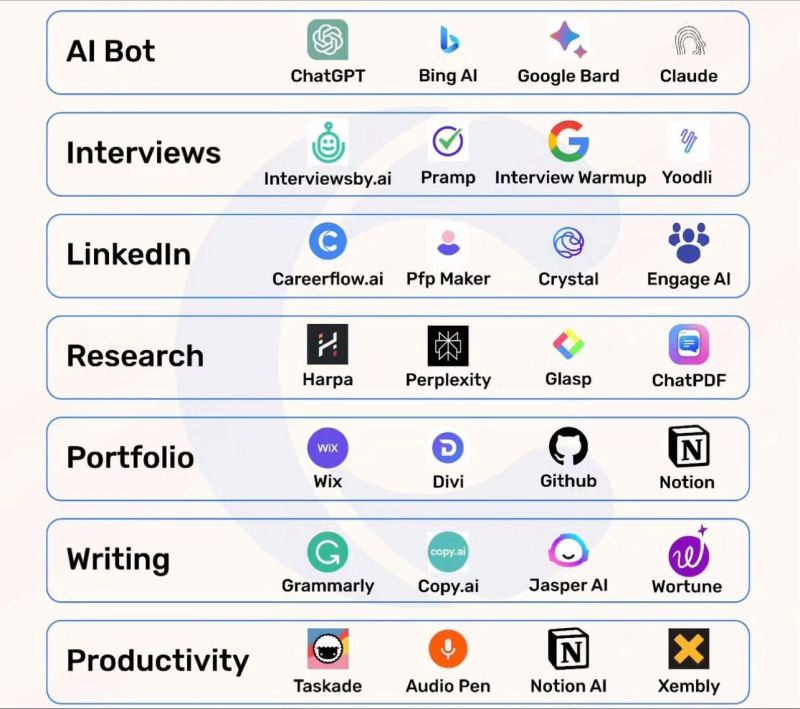 AI Bot
ChatGPT Bing AI Google Bard Claude
Interviews
Interviewsby.ai Pramp Interview Warmup Yoodli
LinkedIn
Careerflow.ai Pfp Maker Crystal Engage AI
Research
Harpa Perplexity Glasp ChatPDF
Portfolio
WiX
Wix Divi Github Notion
Writing
copy.ai
Grammarly Copy.ai Jasper AI Wortune
Productivity
Taskade Audio Pen Notion AI Xembly